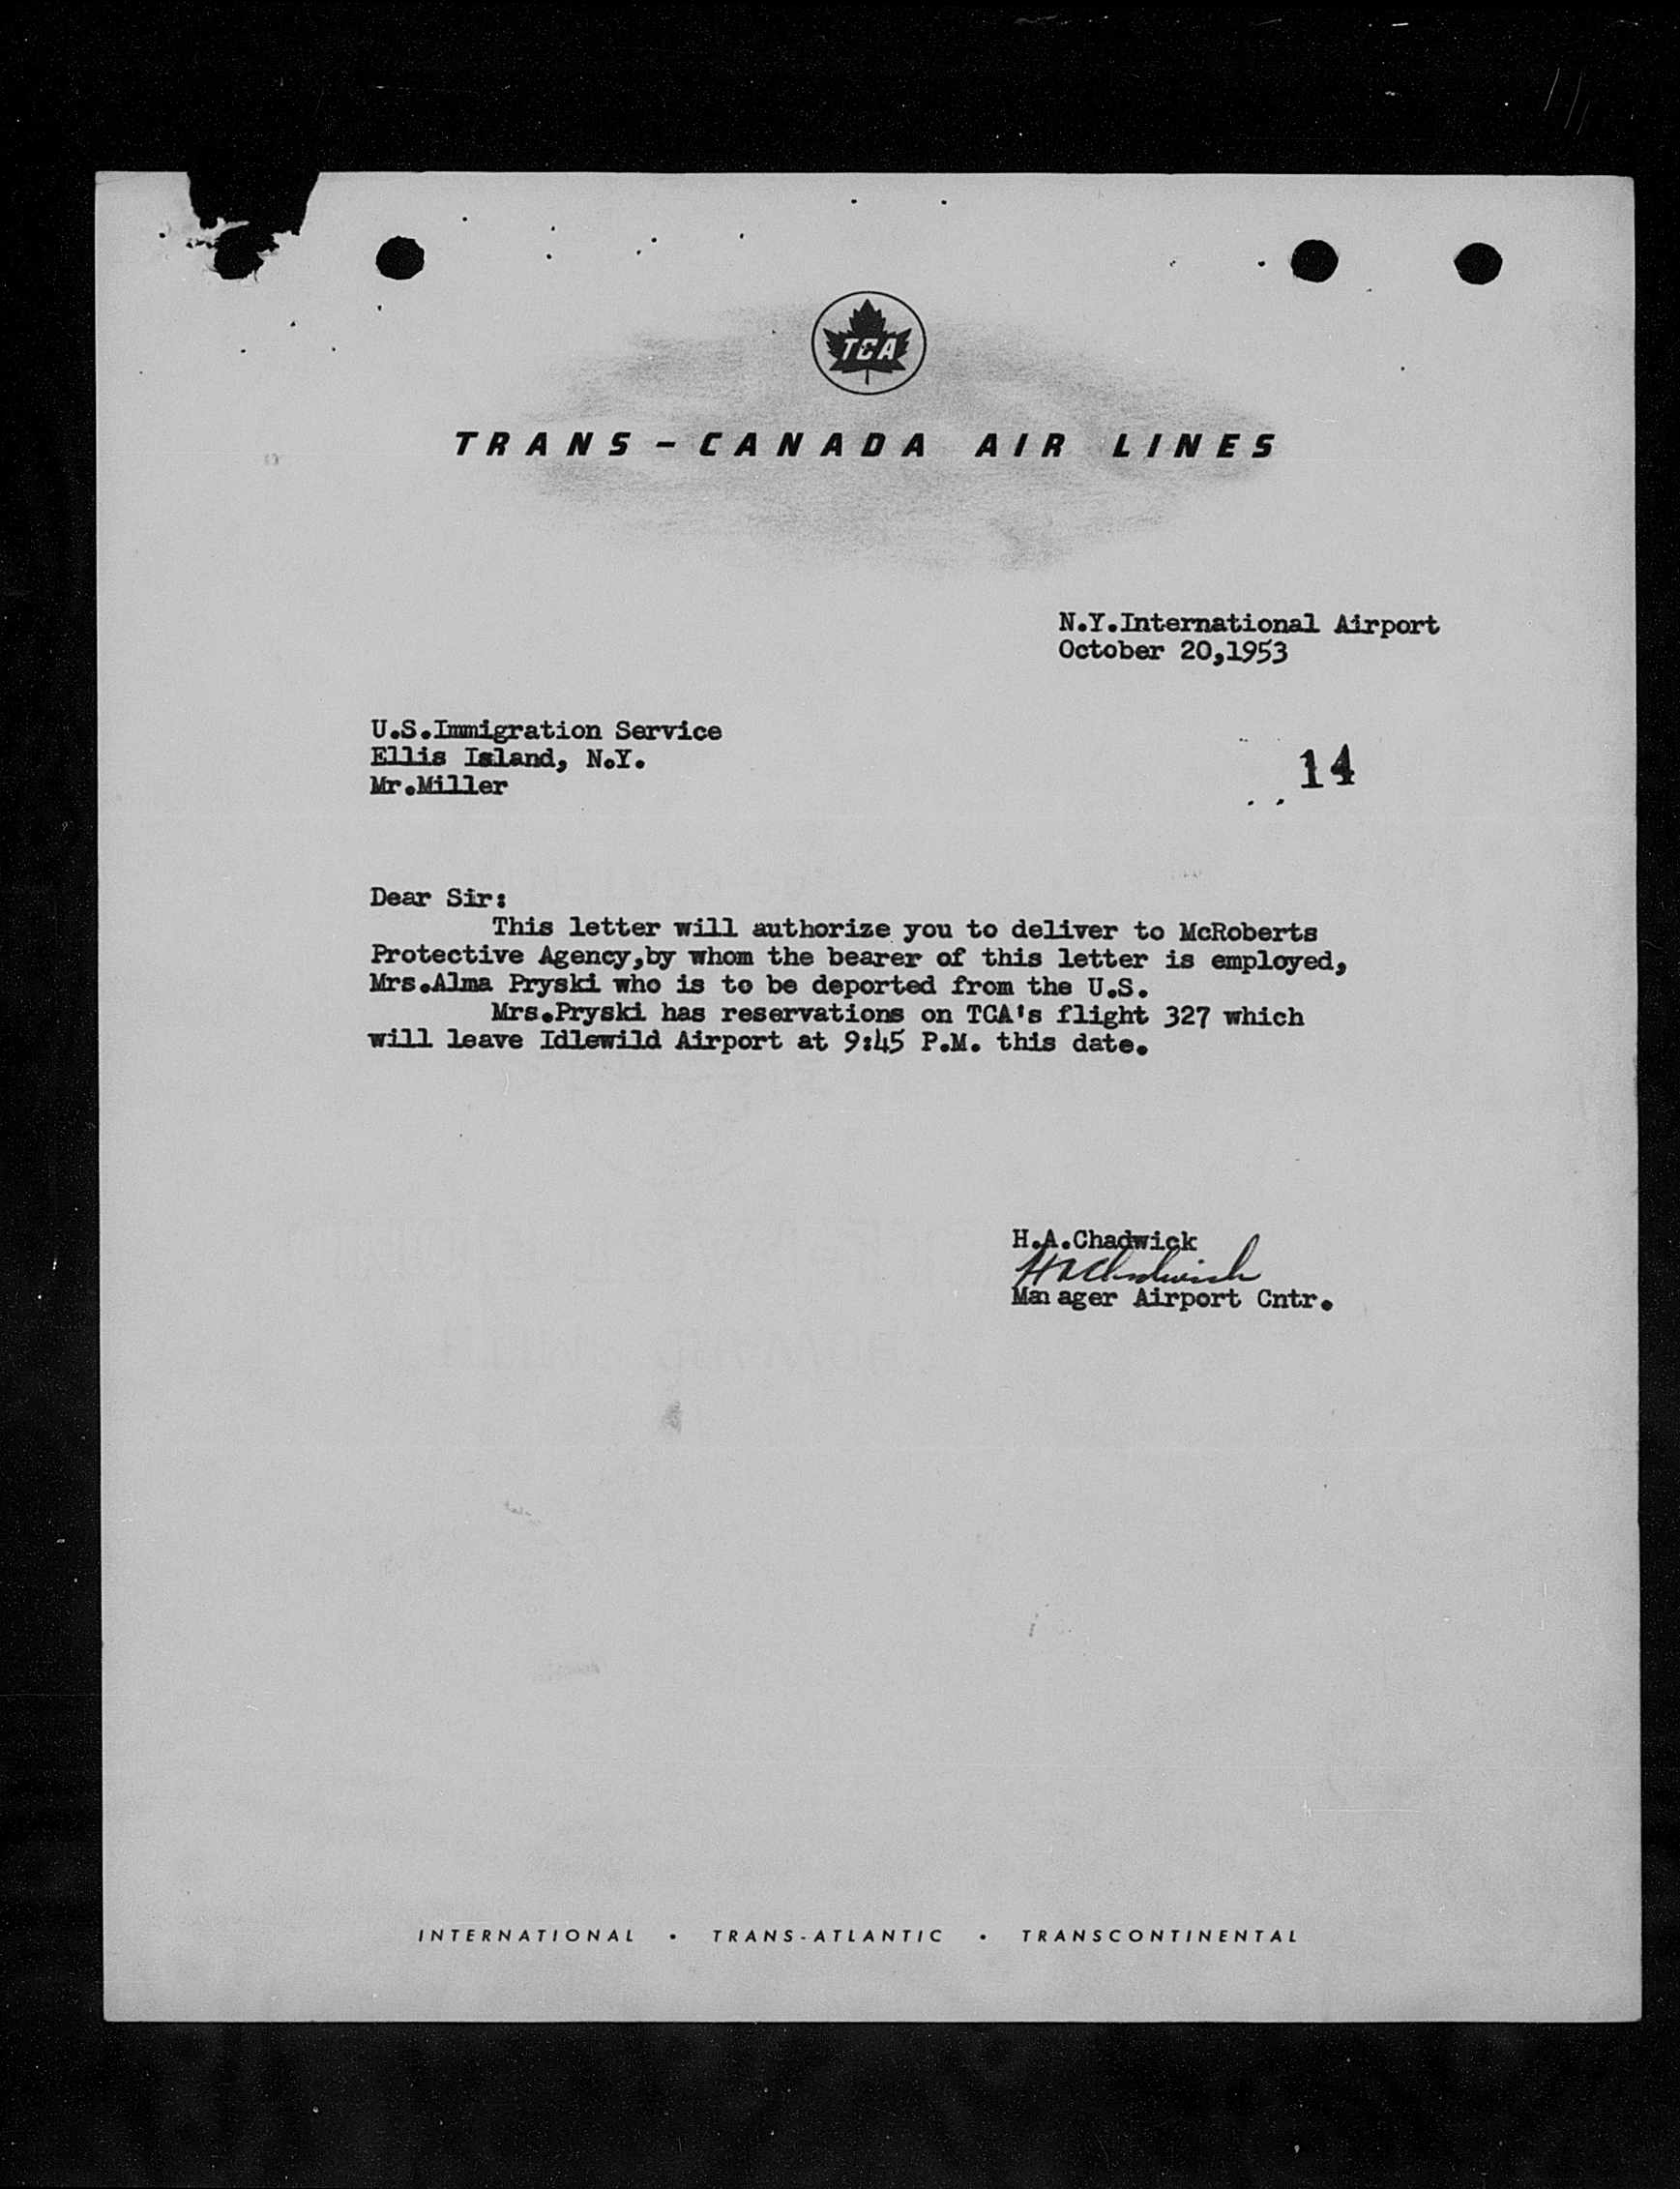 TCA
TRANS-CANADA AIR LINES
N.Y.International Airport
October 20,1953
U.S.Immigration Service
Ellis Island, N.Y.
Mr.Miller
14
Dear Sir:
This letter will authorize you to deliver to McRoberts
Protective Agency,by whom the bearer of this letter is employed,
Mrs.Alma Pryski who is to be deported from the U.S.
Mrs.Pryski has reservations on TCA's flight 327 which
will leave Idlewild Airport at 9:45 P.M. this date.
H.A.Chadwick
HAChadwick
Manager Airport Cntr.
INTERNATIONAL • TRANS-ATLANTIC • TRANSCONTINENTAL